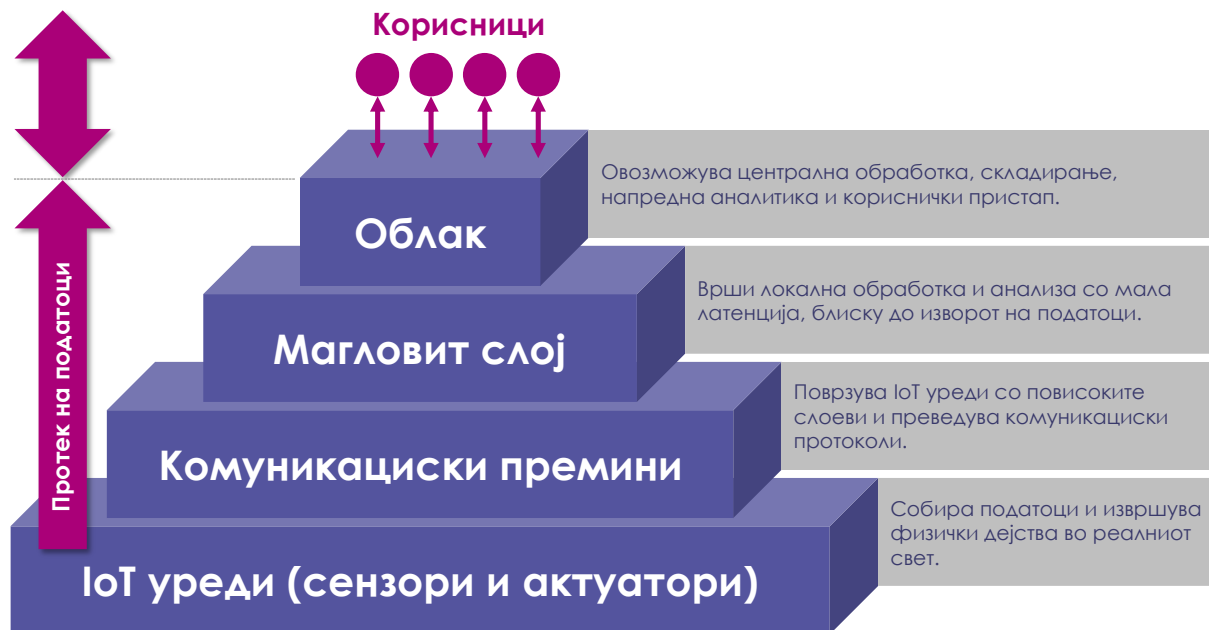 Корисници
Овозможува централна обработка, складирање,
напредна аналитика и кориснички пристап.
Облак
Врши локална обработка и анализа со мала
латенција, блиску до изворот на податоци.
Магловит слој
Поврзува IoT уреди со повисоките
слоеви и преведува комуникациски
протоколи.
Комуникациски премини
Собира податоци и извршува
физички дејства во реалниот
свет.
IoT уреди (сензори и актуатори)
Протек на податоци